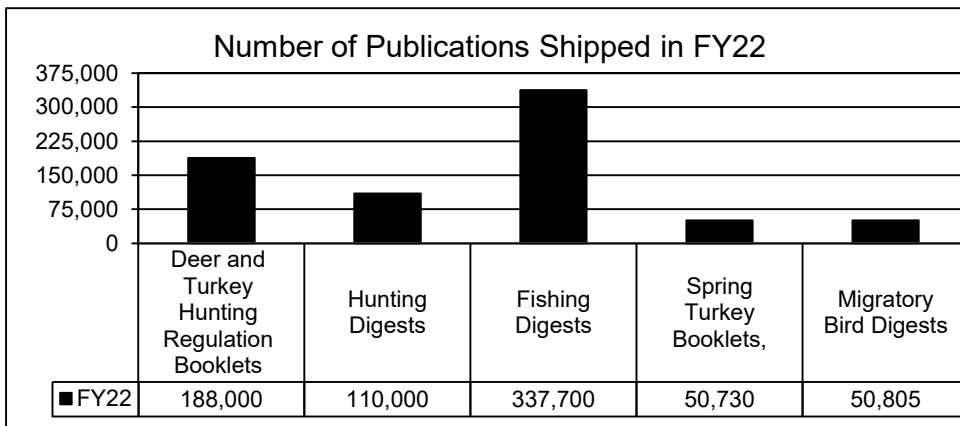 Number of Publications Shipped in FY22
375,000
300,000
225,000
150,000
75,000
0
Deer and
Turkey
Hunting
Regulation
Booklets
Hunting
Digests
Fishing
Digests
Spring
Turkey
Booklets,
Migratory
Bird Digests
FY22 188,000 110,000 337,700 50,730 50,805